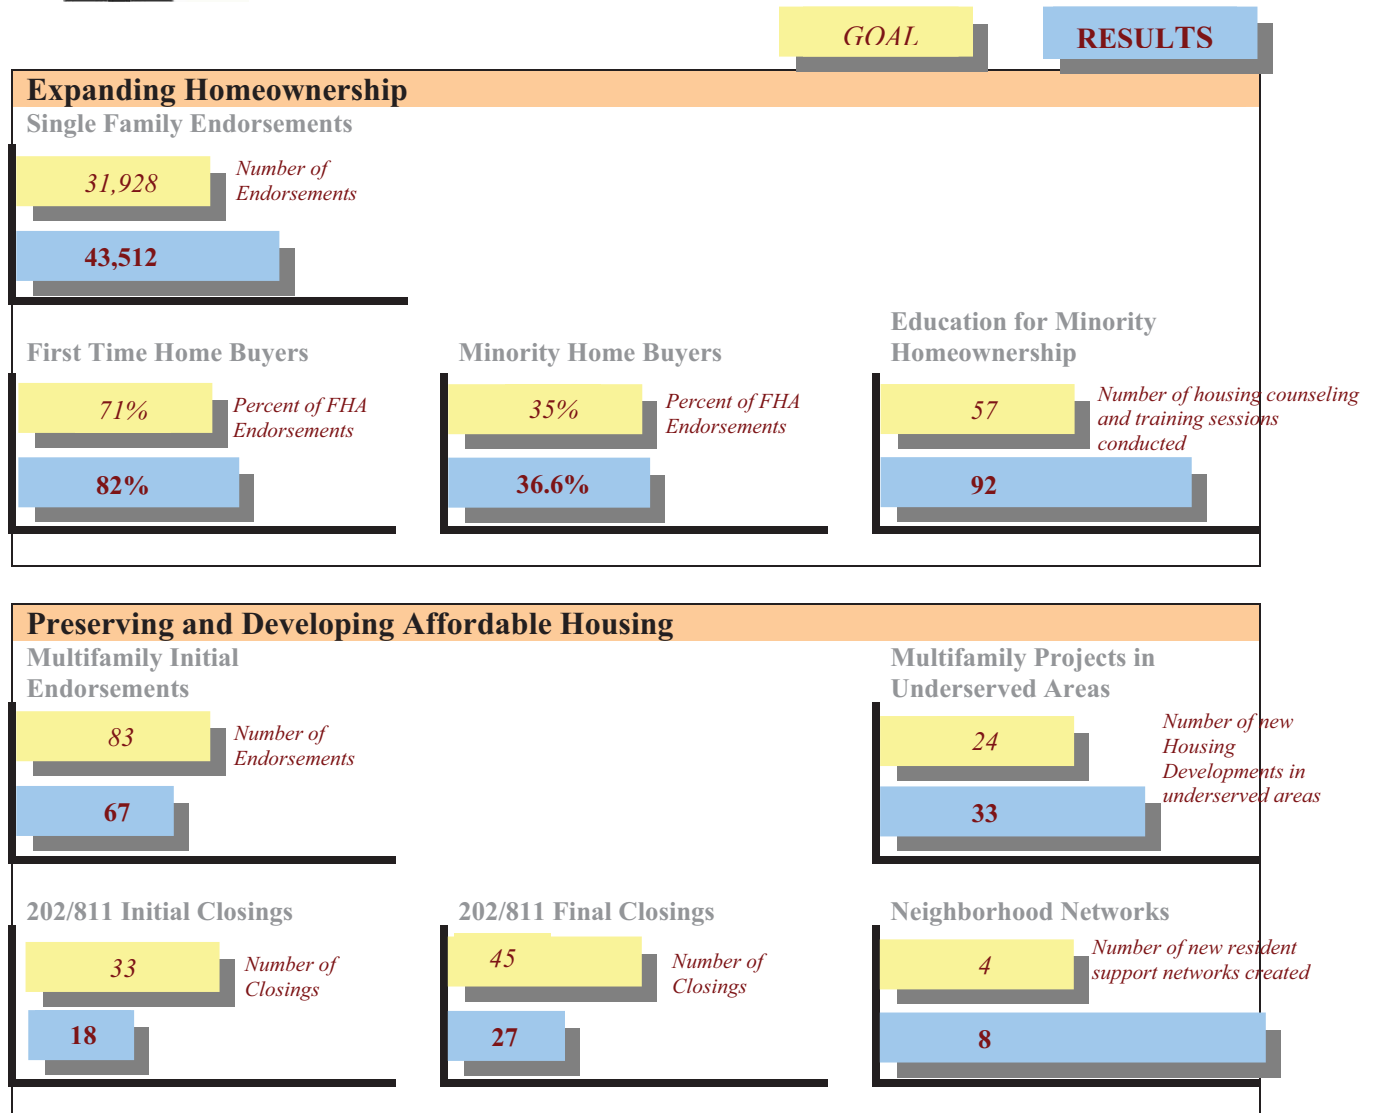 GOAL
RESULTS
Expanding Homeownership
Single Family Endorsements
31,928
Number of
Endorsements
43,512
First Time Home Buyers
71%
Percent of FHA
Endorsements
82%
Minority Home Buyers
35%
Percent of FHA
Endorsements
36.6%
Education for Minority
Homeownership
57
Number of housing counseling
and training sessions
conducted
92
Preserving and Developing Affordable Housing
Multifamily Initial
Endorsements
83
Number of
Endorsements
67
Multifamily Projects in
Underserved Areas
24
Number of new
Housing
Developments in
underserved areas
33
202/811 Initial Closings
33
Number of
Closings
18
202/811 Final Closings
45
Number of
Closings
27
Neighborhood Networks
4
Number of new resident
support networks created
8